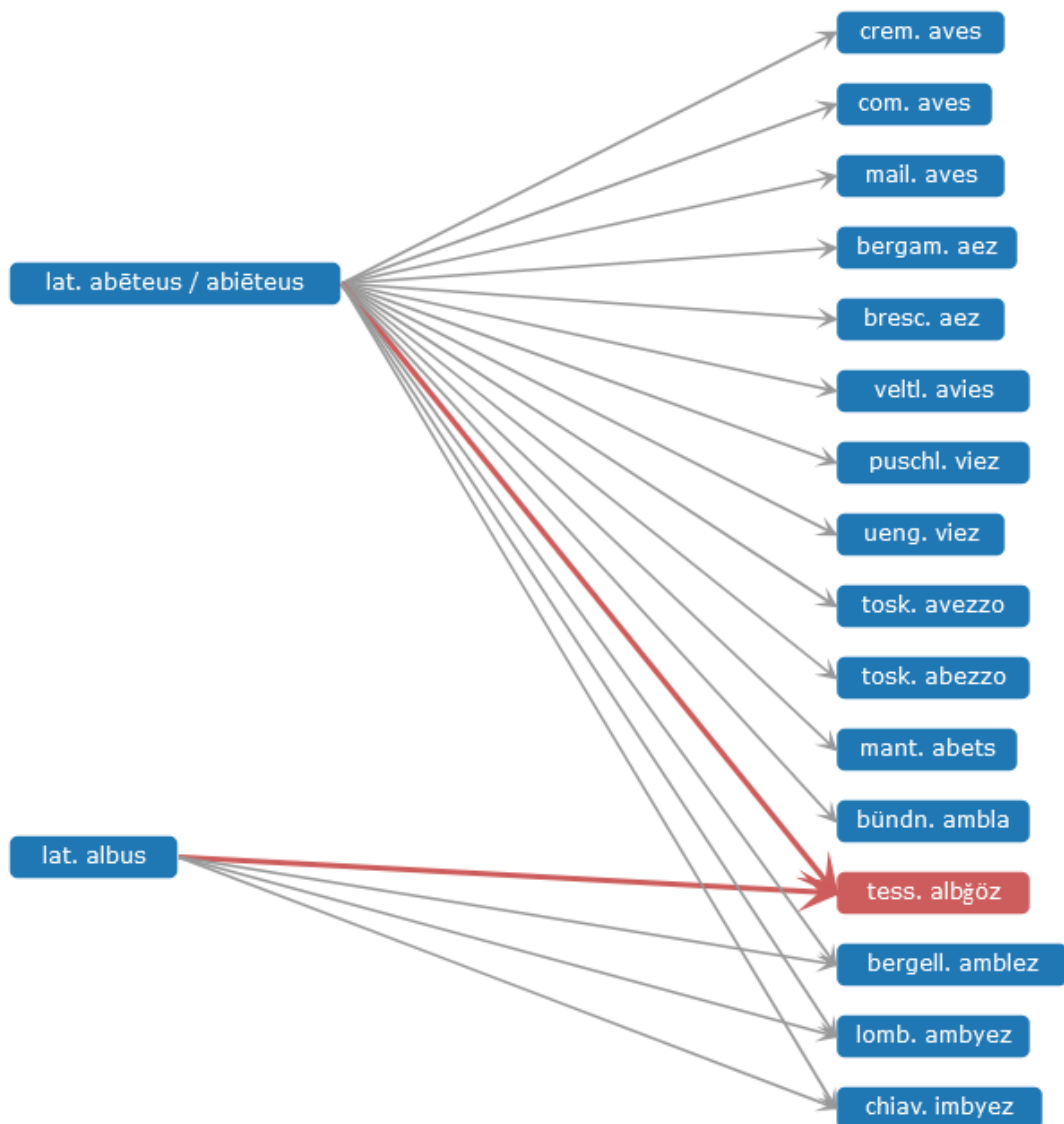 crem. aves
com. aves
mail. aves
bergam. aez
lat. abēteus / abiēteus
bresc. aez
veltl. avies
puschl. viez
ueng. viez
tosk. avezzo
tosk. abezzo
mant. abets
bündn. ambla
lat. albus
tess. albğöz
bergell. amblez
lomb. ambyez
chiav. imbyez